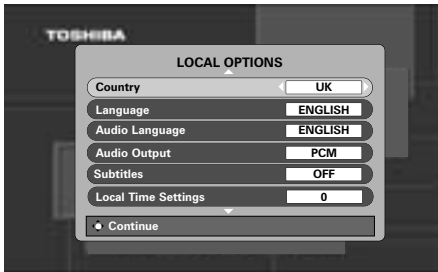 TOSHIBA
LOCAL OPTIONS
Country UK
Language ENGLISH
Audio Language ENGLISH
Audio Output PCM
Subtitles OFF
Local Time Settings 0
Continue